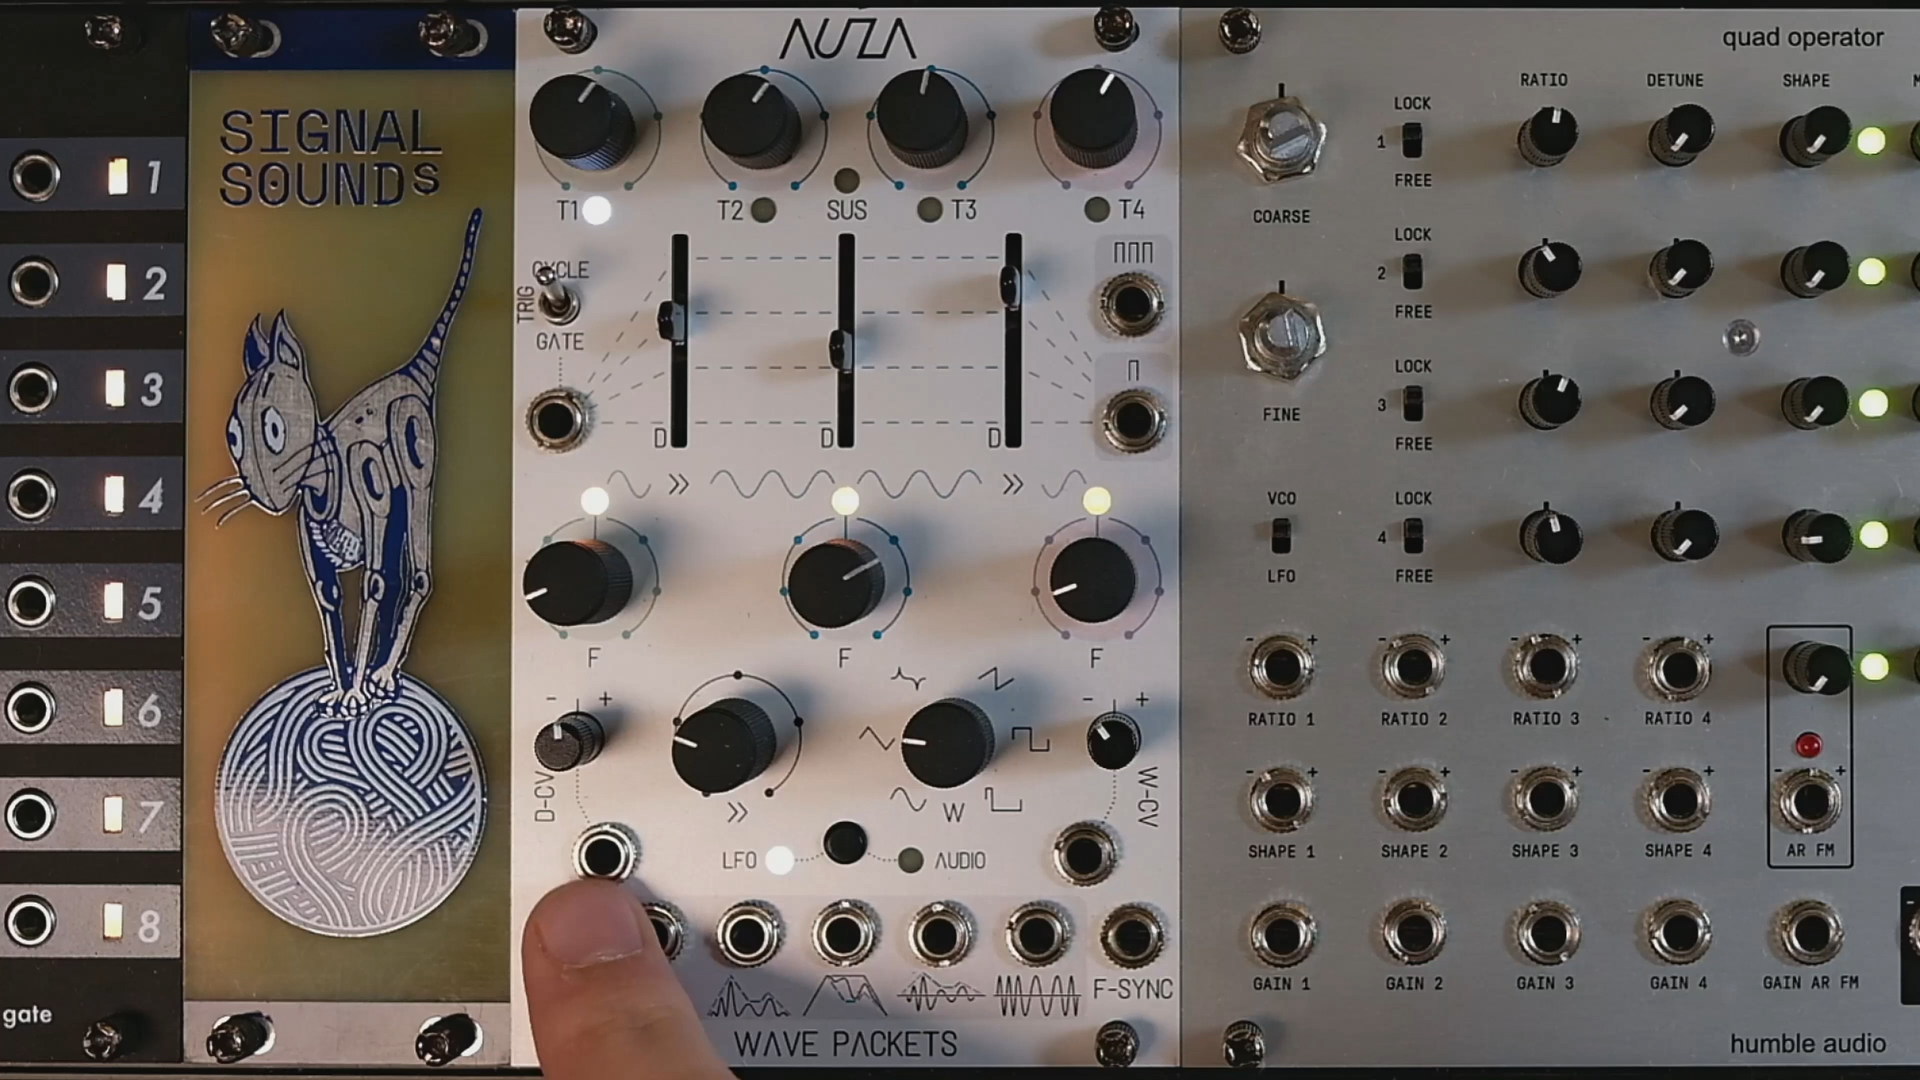 1
2
3
4
5
6
7
8
gate
SIGNAL
SOUNDS
AUZA
T1
T2
SUS
T3
T4
CYCLE
TRIG
GATE
D
D
D
F
F
F
- +
- +
D-CV
W
W-CV
LFO
AUDIO
F-SYNC
WAVE PACKETS
quad operator
RATIO
DETUNE
SHAPE
COARSE
FINE
VCO
LFO
LOCK
1
FREE
LOCK
2
FREE
LOCK
3
FREE
LOCK
4
FREE
- + - + - + - +
RATIO 1 RATIO 2 RATIO 3 RATIO 4
- + - + - + - + - +
SHAPE 1 SHAPE 2 SHAPE 3 SHAPE 4 AR FM
GAIN 1 GAIN 2 GAIN 3 GAIN 4 GAIN AR FM
humble audio